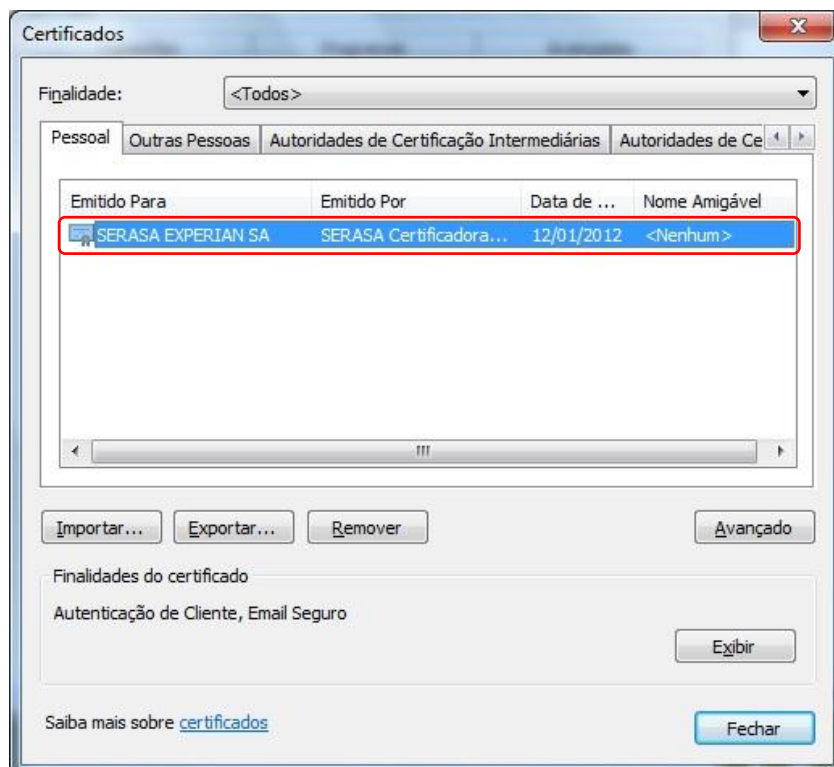 Certificados
Finalidade: <Todos>
Pessoal Outras Pessoas Autoridades de Certificação Intermediárias Autoridades de Ce
Emitido Para Emitido Por Data de ... Nome Amigável
SERASA EXPERIAN SA SERASA Certificadora... 12/01/2012 <Nenhum>
Importar... Exportar... Remover Avançado
Finalidades do certificado
Autenticação de Cliente, Email Seguro
Exibir
Saiba mais sobre certificados
Fechar